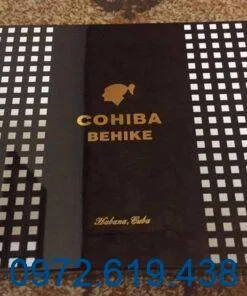 COHIBA
BEHIKE
Habana, Cuba
0972.619.438